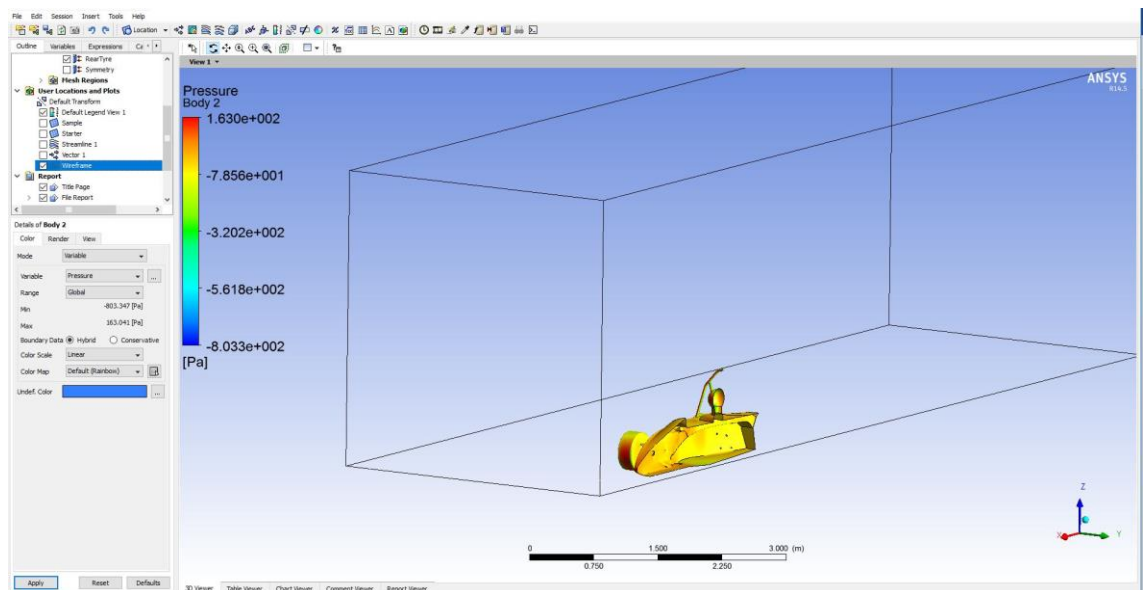 File Edit Session Insert Tools Help
Location
Outline Variables Expressions
RearTyre
Symmetry
Mesh Regions
User Locations and Plots
Default Transform
Default Legend View 1
Sample
Starter
Streamline 1
Vector 1
Wireframe
Report
Title Page
File Report
Details of Body 2
Color Render View
Mode Variable
Variable Pressure ...
Range Global
Min -803.347 [Pa]
Max 163.041 [Pa]
Boundary Data Hybrid Conservative
Color Scale Linear
Color Map Default (Rainbow)
Undef. Color ...
Apply Reset Defaults
View 1
Pressure
Body 2
1.630e+002
-7.856e+001
-3.202e+002
-5.618e+002
-8.033e+002
[Pa]
ANSYS
R14.5
Z
X Y
0 1.500 3.000 (m)
0.750 2.250
3D Viewer Table Viewer Chart Viewer Comment Viewer Report Viewer